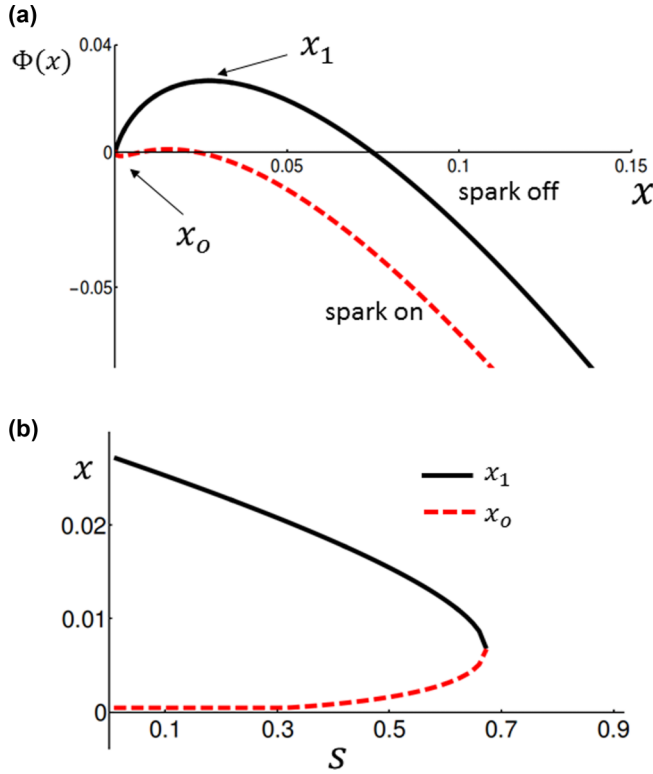 (a)
0.04
Φ(x)
x1
0
0.05
0.1
0.15
x
spark off
xo
−0.05
spark on
(b)
x
x1
xo
0.02
0.01
0
0.1
0.3
0.5
0.7
0.9
S